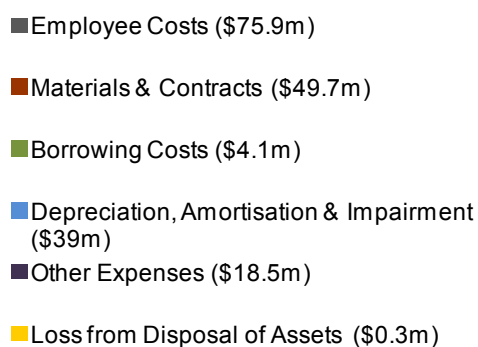 Employee Costs ($75.9m)
Materials & Contracts ($49.7m)
Borrowing Costs ($4.1m)
Depreciation, Amortisation & Impairment
($39m)
Other Expenses ($18.5m)
Loss from Disposal of Assets ($0.3m)